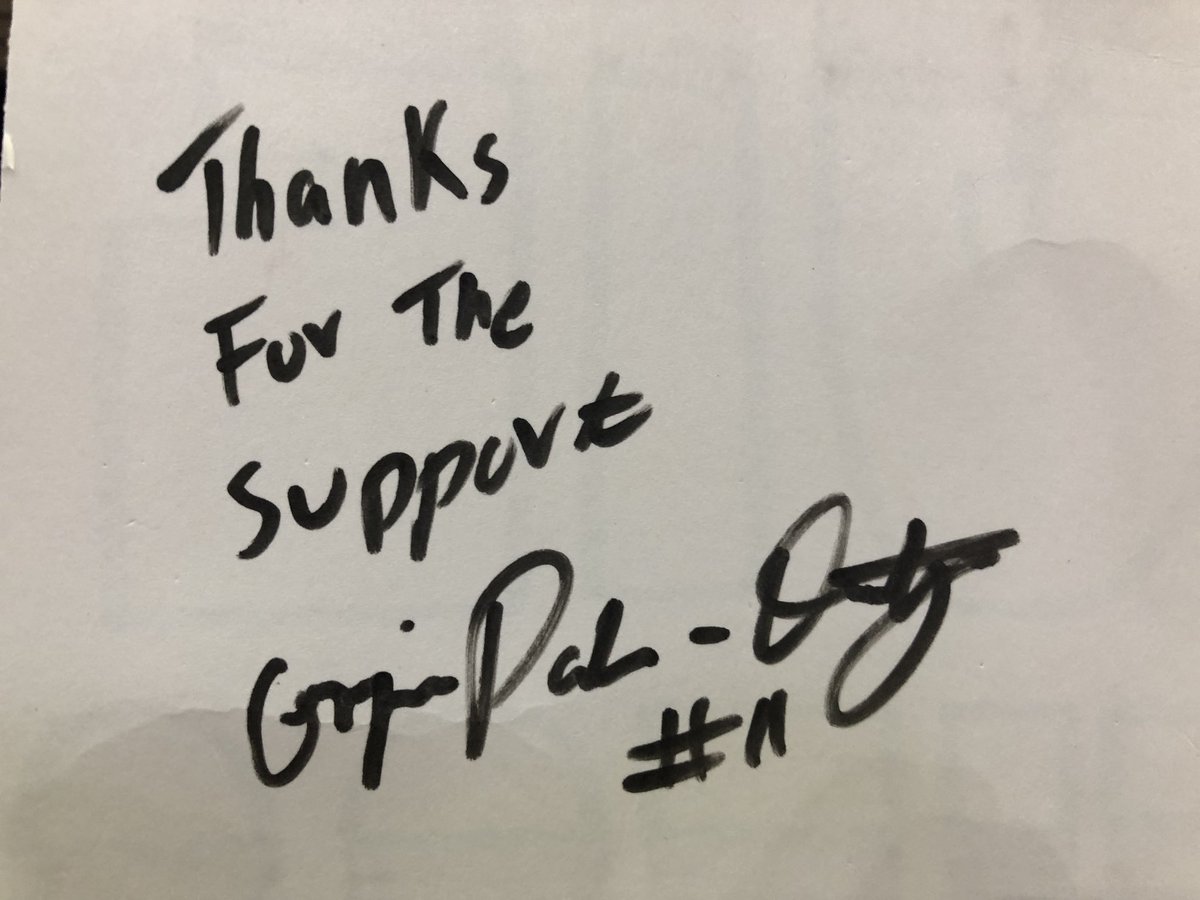 Thanks
For The
Support
#11